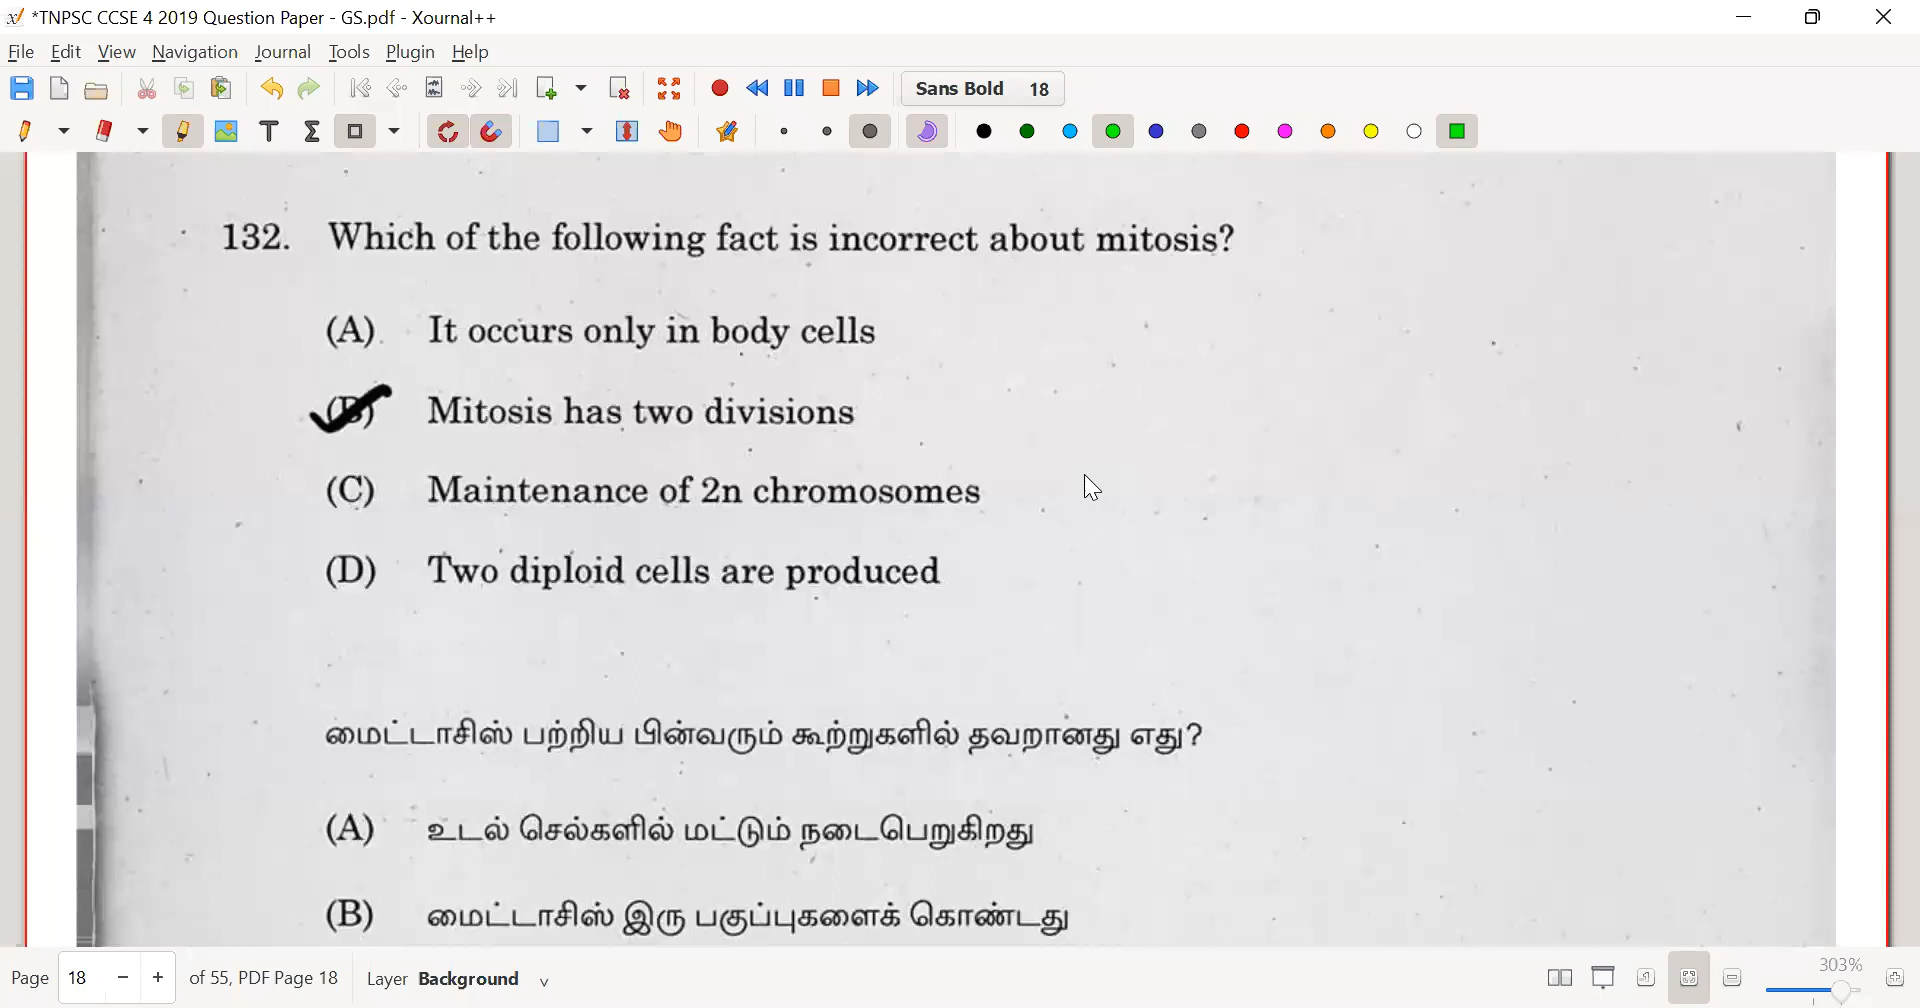 *TNPSC CCSE 4 2019 Question Paper - GS.pdf - Xournal++
File Edit View Navigation Journal Tools Plugin Help
Sans Bold 18
132. Which of the following fact is incorrect about mitosis?
(A) It occurs only in body cells
(B) Mitosis has two divisions
(C) Maintenance of 2n chromosomes
(D) Two diploid cells are produced
மைட்டாசிஸ் பற்றிய பின்வரும் கூற்றுகளில் தவறானது எது?
(A) உடல் செல்களில் மட்டும் நடைபெறுகிறது
(B) மைட்டாசிஸ் இரு பகுப்புகளைக் கொண்டது
Page 18 − + of 55, PDF Page 18 Layer Background 303%